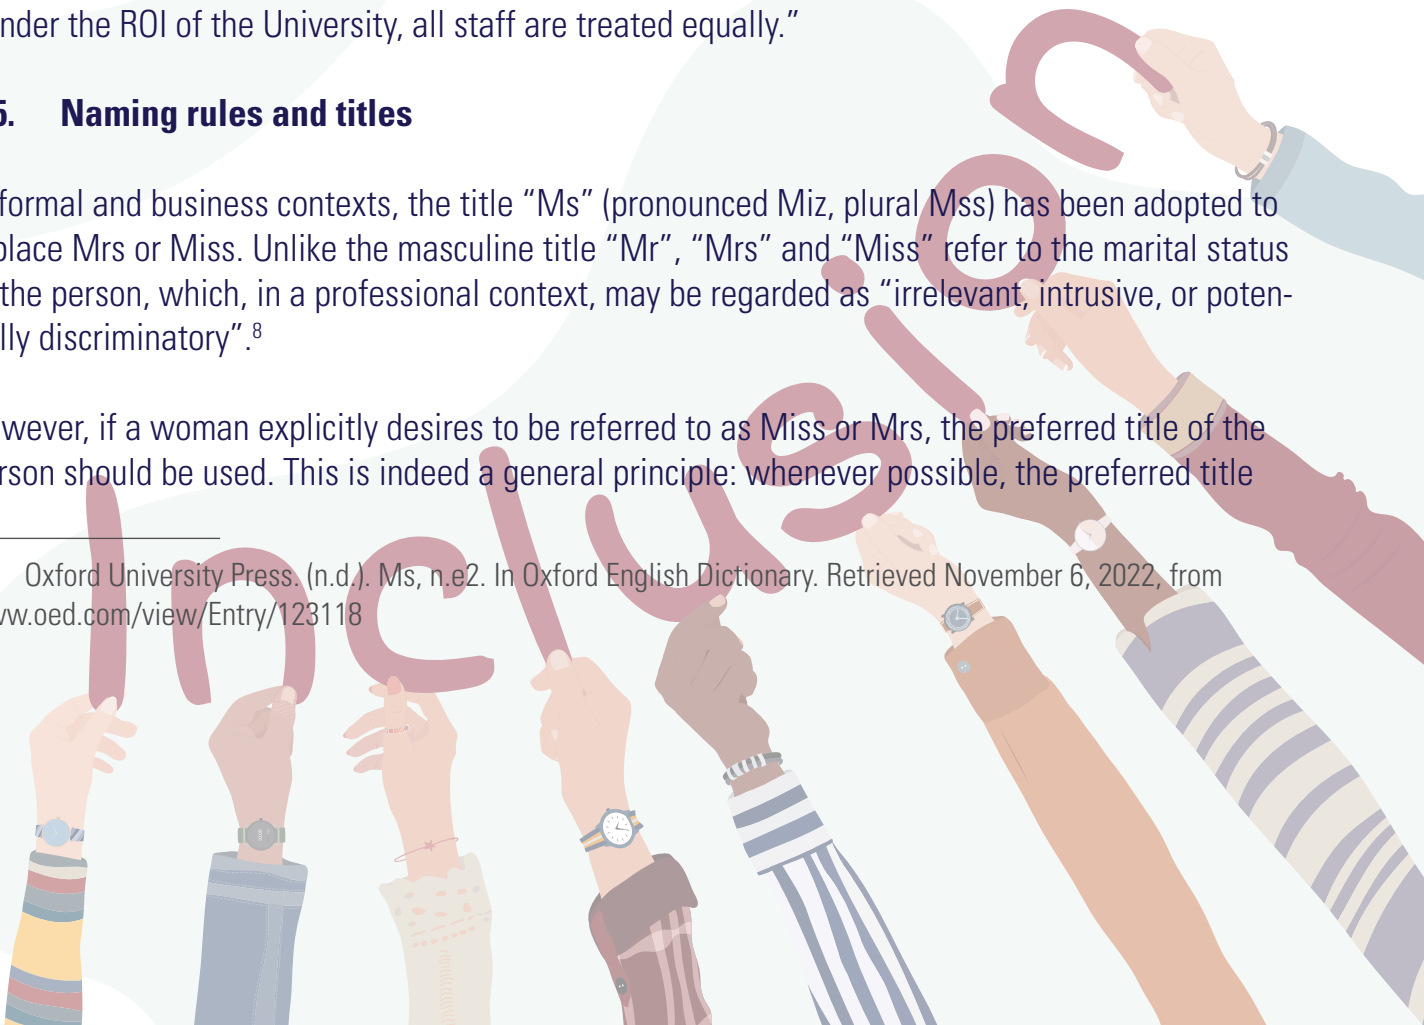 nder the ROI of the University, all staff are treated equally.”
5. Naming rules and titles
formal and business contexts, the title “Ms” (pronounced Miz, plural Mss) has been adopted to
place Mrs or Miss. Unlike the masculine title “Mr”, “Mrs” and “Miss” refer to the marital status
the person, which, in a professional context, may be regarded as “irrelevant, intrusive, or poten-
lly discriminatory”.8
wever, if a woman explicitly desires to be referred to as Miss or Mrs, the preferred title of the
rson should be used. This is indeed a general principle: whenever possible, the preferred title
Oxford University Press. (n.d.). Ms, n.e2. In Oxford English Dictionary. Retrieved November 6, 2022, from
ww.oed.com/view/Entry/123118
Inclusion